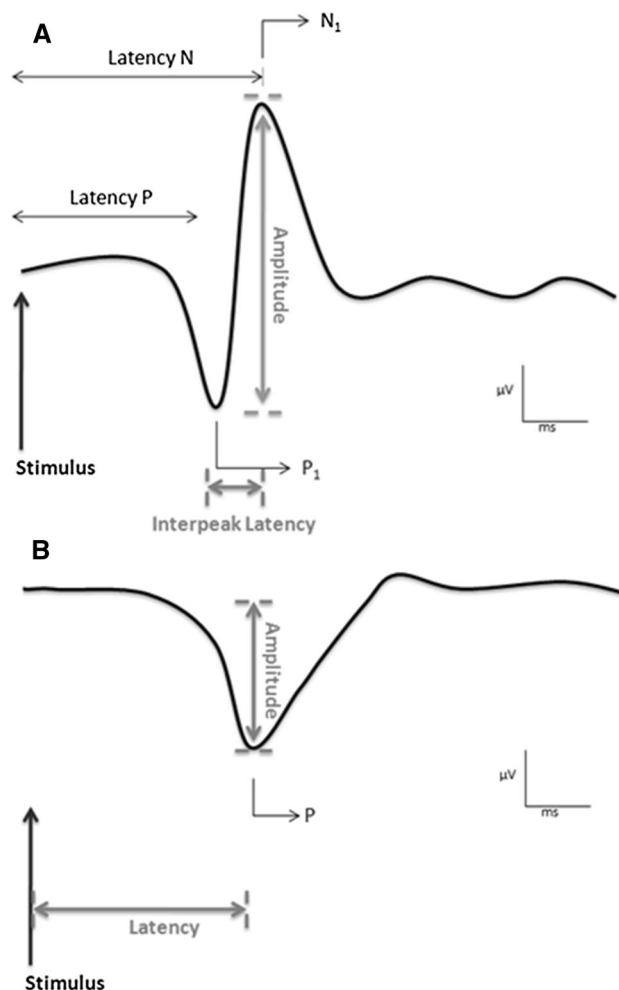 A
N₁
Latency N
Latency P
Amplitude
µV
ms
Stimulus
P₁
Interpeak Latency
B
Amplitude
µV
ms
P
Latency
Stimulus